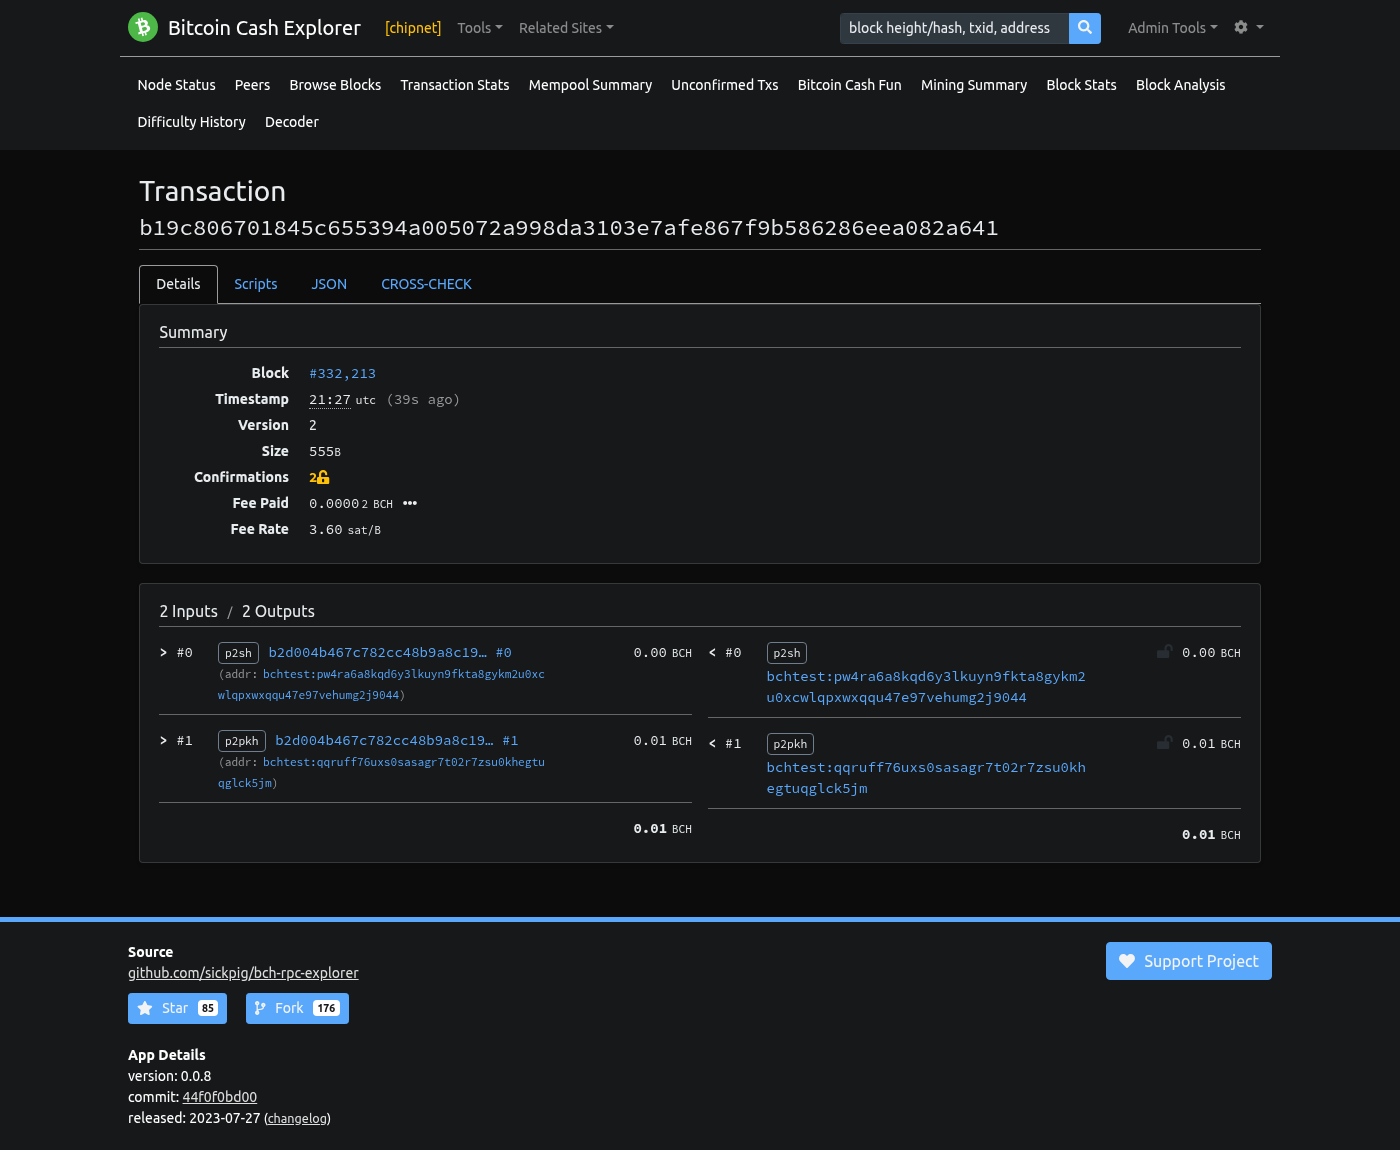 Bitcoin Cash Explorer [chipnet] Tools Related Sites block height/hash, txid, address Admin Tools
Node Status Peers Browse Blocks Transaction Stats Mempool Summary Unconfirmed Txs Bitcoin Cash Fun Mining Summary Block Stats Block Analysis
Difficulty History Decoder
Transaction
b19c806701845c655394a005072a998da3103e7afe867f9b586286eea082a641
Details Scripts JSON CROSS-CHECK
Summary
Block #332,213
Timestamp 21:27 utc (39s ago)
Version 2
Size 555B
Confirmations 2
Fee Paid 0.0000 2 BCH •••
Fee Rate 3.60 sat/B
2 Inputs / 2 Outputs
> #0 p2sh b2d004b467c782cc48b9a8c19… #0 0.00 BCH
(addr: bchtest:pw4ra6a8kqd6y3lkuyn9fkta8gykm2u0xc
wlqpxwxqqu47e97vehumg2j9044)
> #1 p2pkh b2d004b467c782cc48b9a8c19… #1 0.01 BCH
(addr: bchtest:qqruff76uxs0sasagr7t02r7zsu0khegtu
qglck5jm)
0.01 BCH
< #0 p2sh 0.00 BCH
bchtest:pw4ra6a8kqd6y3lkuyn9fkta8gykm2
u0xcwlqpxwxqqu47e97vehumg2j9044
< #1 p2pkh 0.01 BCH
bchtest:qqruff76uxs0sasagr7t02r7zsu0kh
egtuqglck5jm
0.01 BCH
Source
github.com/sickpig/bch-rpc-explorer
Star 85 Fork 176
Support Project
App Details
version: 0.0.8
commit: 44f0f0bd00
released: 2023-07-27 (changelog)